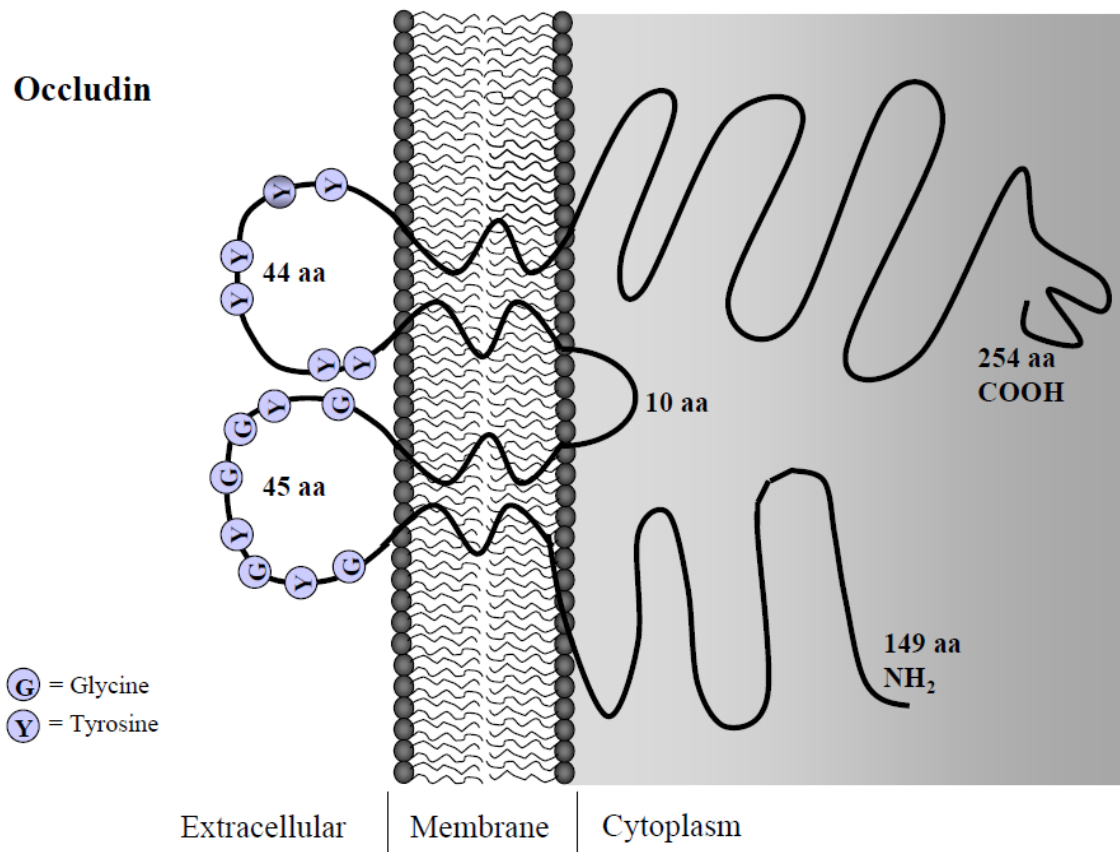 Occludin
Y Y
Y
Y
44 aa
Y Y
10 aa
254 aa
COOH
G
Y
G
G
45 aa
Y
G
Y
G
149 aa
NH₂
G = Glycine
Y = Tyrosine
Extracellular Membrane Cytoplasm